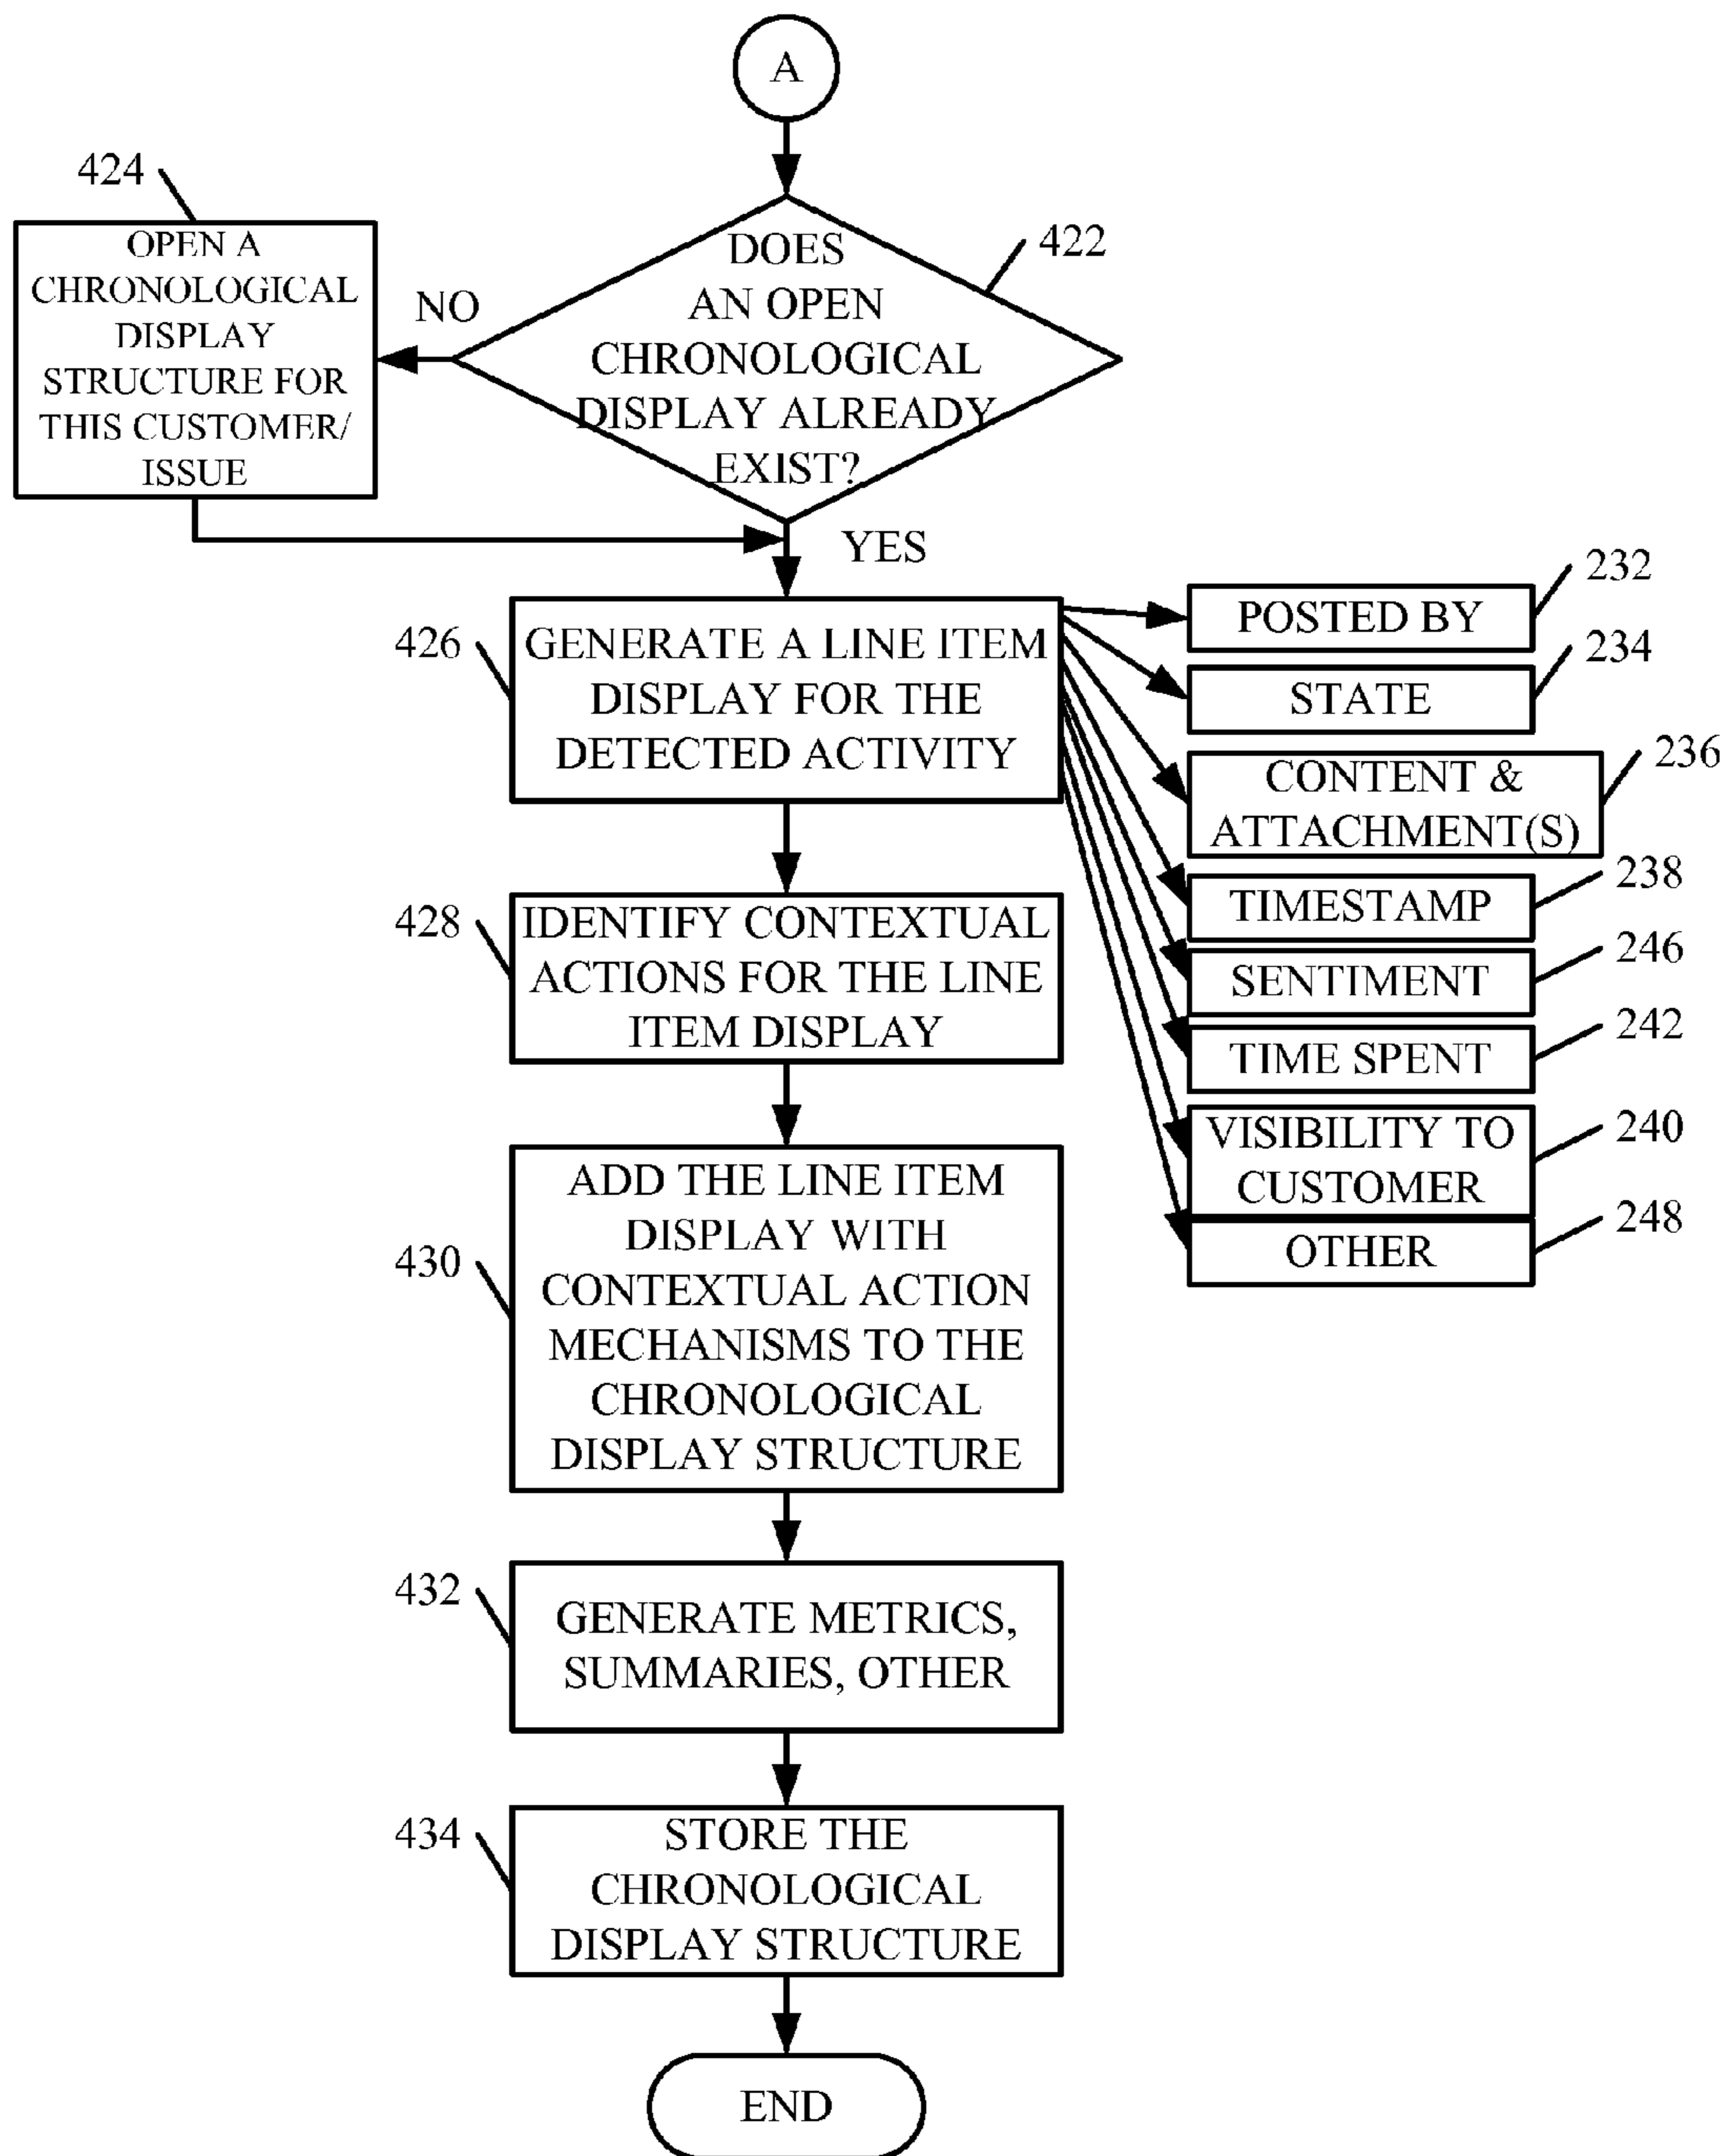 A
424
OPEN A
CHRONOLOGICAL
DISPLAY
STRUCTURE FOR
THIS CUSTOMER/
ISSUE
NO
DOES
AN OPEN
CHRONOLOGICAL
DISPLAY ALREADY
EXIST?
422
YES
426
GENERATE A LINE ITEM
DISPLAY FOR THE
DETECTED ACTIVITY
POSTED BY
232
STATE
234
CONTENT &
ATTACHMENT(S)
236
TIMESTAMP
238
SENTIMENT
246
TIME SPENT
242
VISIBILITY TO
CUSTOMER
240
OTHER
248
428
IDENTIFY CONTEXTUAL
ACTIONS FOR THE LINE
ITEM DISPLAY
430
ADD THE LINE ITEM
DISPLAY WITH
CONTEXTUAL ACTION
MECHANISMS TO THE
CHRONOLOGICAL
DISPLAY STRUCTURE
432
GENERATE METRICS,
SUMMARIES, OTHER
434
STORE THE
CHRONOLOGICAL
DISPLAY STRUCTURE
END